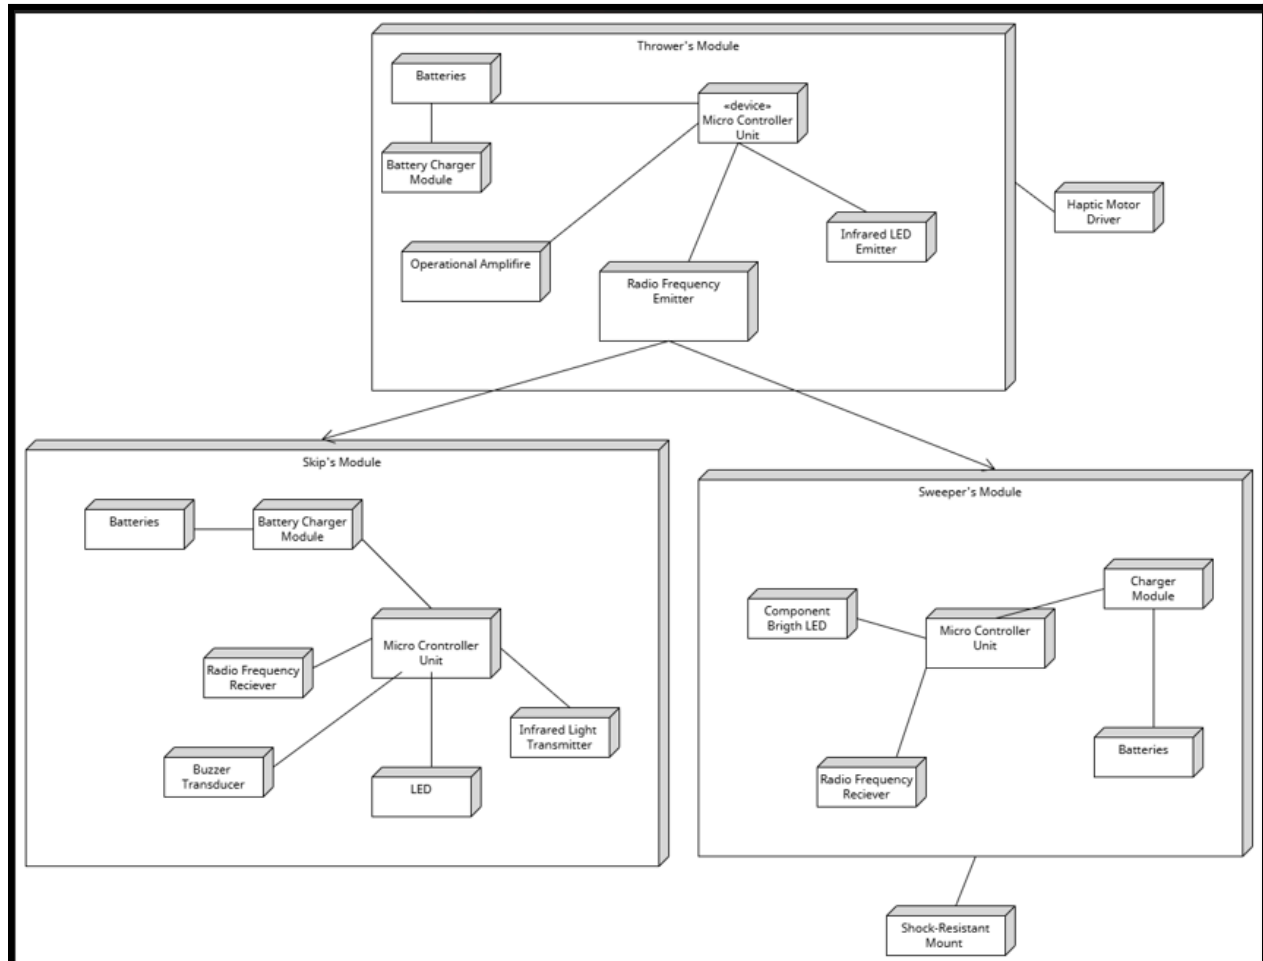 Thrower's Module
Batteries
«device»
Micro Controller
Unit
Battery Charger
Module
Haptic Motor
Driver
Infrared LED
Emitter
Operational Amplifire
Radio Frequency
Emitter
Skip's Module
Batteries
Battery Charger
Module
Micro Crontroller
Unit
Radio Frequency
Reciever
Infrared Light
Transmitter
Buzzer
Transducer
LED
Sweeper's Module
Charger
Module
Component
Brigth LED
Micro Controller
Unit
Batteries
Radio Frequency
Reciever
Shock-Resistant
Mount